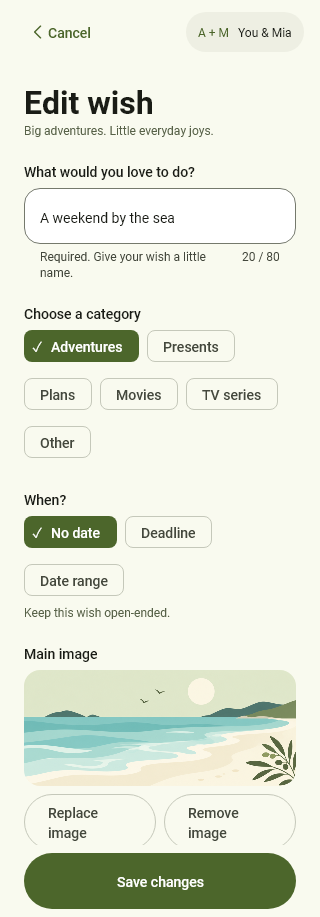 Cancel
A + M You & Mia
Edit wish
Big adventures. Little everyday joys.
What would you love to do?
A weekend by the sea
Required. Give your wish a little name.
20 / 80
Choose a category
✓ Adventures
Presents
Plans
Movies
TV series
Other
When?
✓ No date
Deadline
Date range
Keep this wish open-ended.
Main image
Replace image
Remove image
Save changes